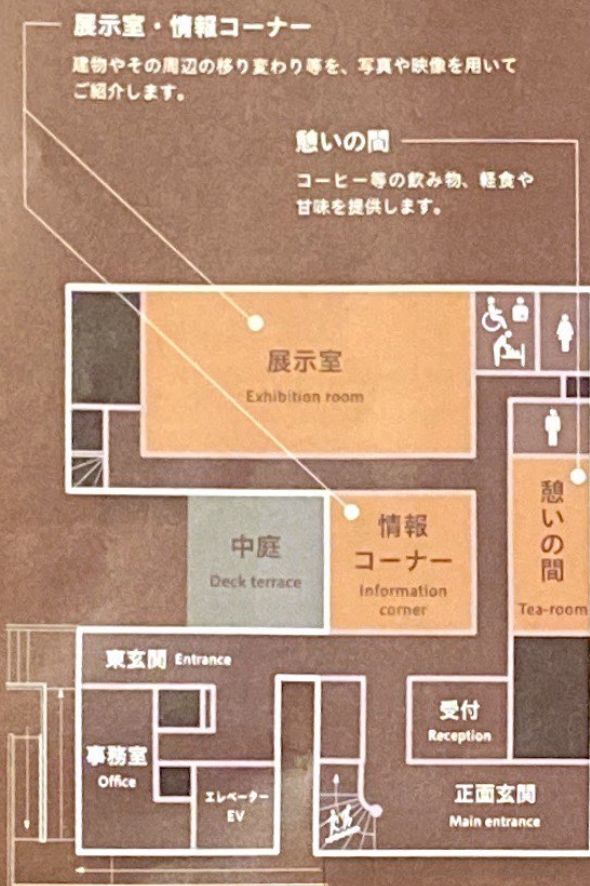 展示室・情報コーナー
建物やその周辺の移り変わり等を、写真や映像を用いて
ご紹介します。
憩いの間
コーヒー等の飲み物、軽食や
甘味を提供します。
展示室
Exhibition room
憩いの間
Tea-room
中庭
Deck terrace
情報
コーナー
Information
corner
東玄関 Entrance
事務室
Office
エレベーター
EV
受付
Reception
正面玄関
Main entrance